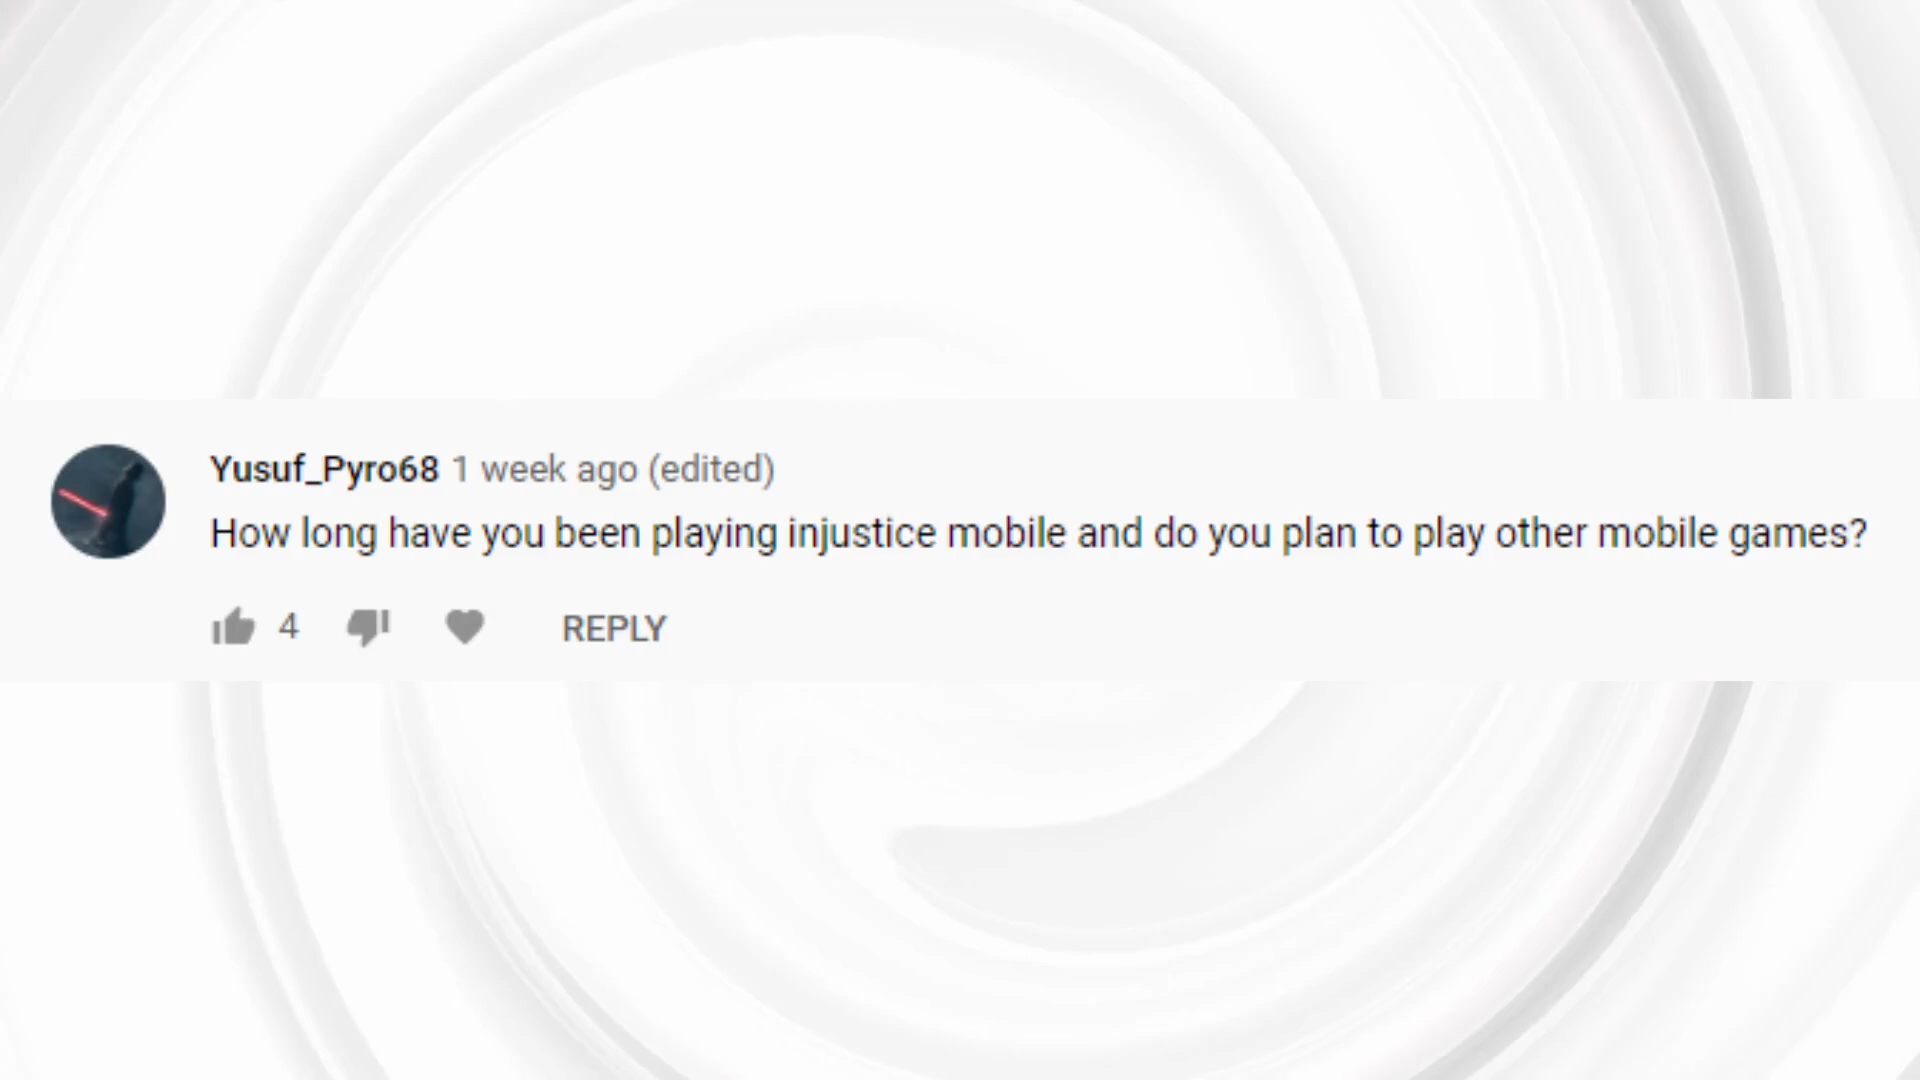 Yusuf_Pyro68 1 week ago (edited)
How long have you been playing injustice mobile and do you plan to play other mobile games?
4 REPLY